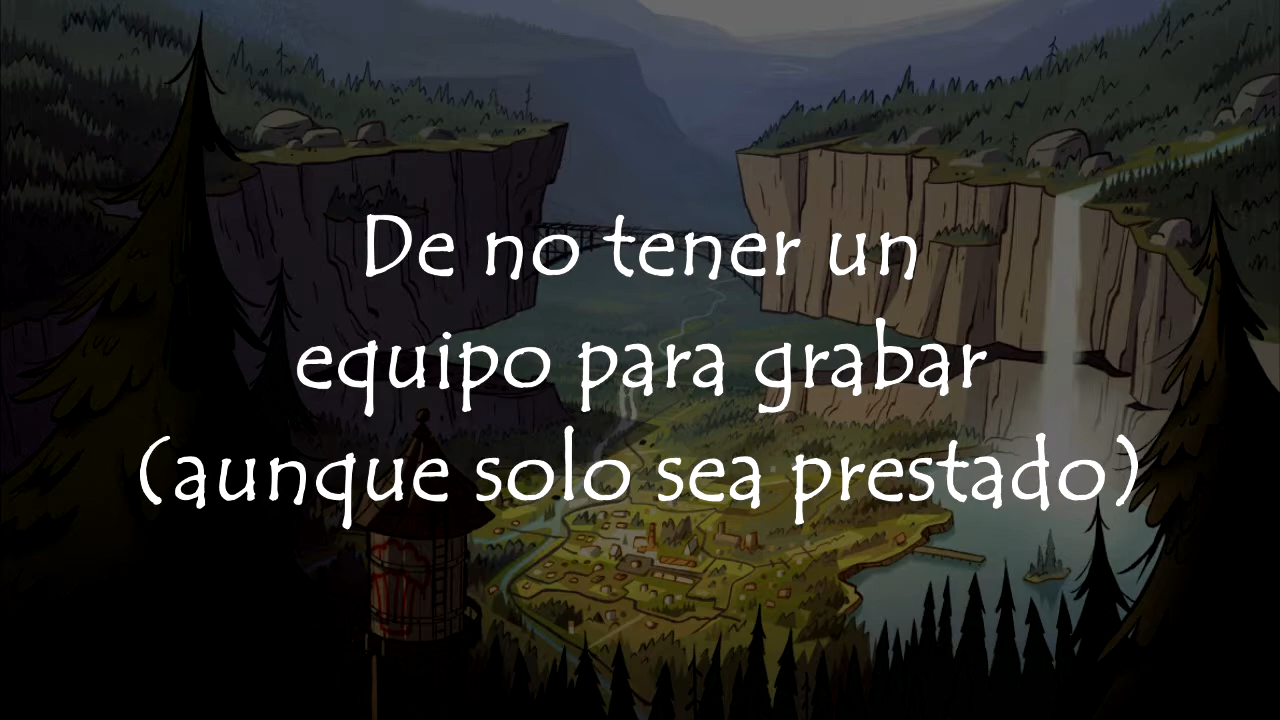 De no tener un
equipo para grabar
(aunque solo sea prestado)